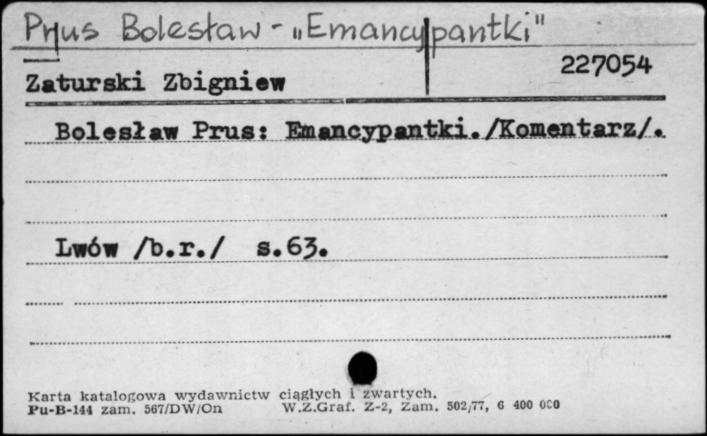 Prus Bolesław - „Emancypantki"
Zaturski Zbigniew 227054
Bolesław Prus: Emancypantki./Komentarz/.
Lwów /b.r./ s.63.
Karta katalogowa wydawnictw ciągłych i zwartych.
Pu-B-144 zam. 567/DW/On W.Z.Graf. Z-2, Zam. 502/77, 6 400 000